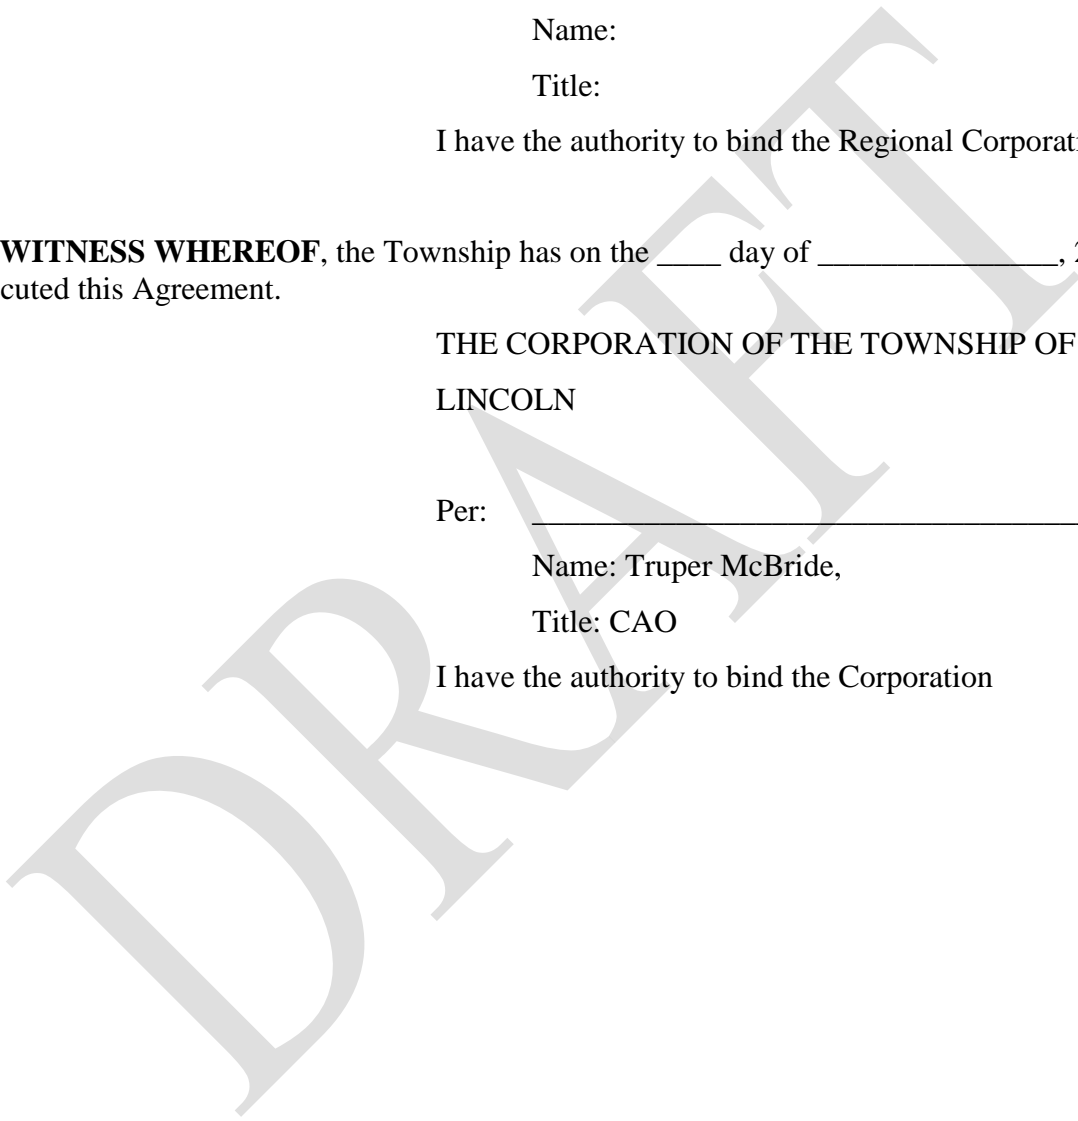 Name:
Title:
I have the authority to bind the Regional
WITNESS WHEREOF, the Township has on the ____ day of _______________,
this Agreement.
THE CORPORATION OF THE TOWNSHIP OF
LINCOLN
Per: ___________________________________
Name: Truper McBride,
Title: CAO
I have the authority to bind the Corporation
DRAFT